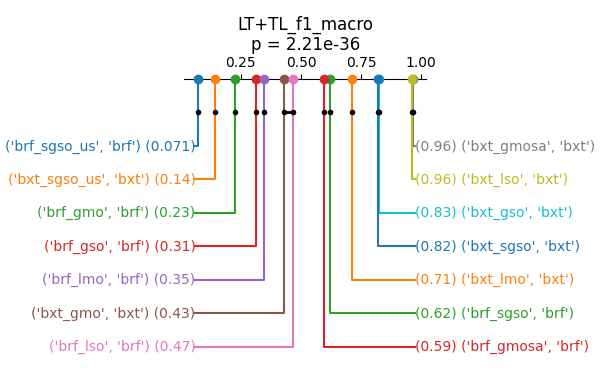 LT+TL_f1_macro
p = 2.21e-36
0.25 0.50 0.75 1.00
('brf_sgso_us', 'brf') (0.071) (0.96) ('bxt_gmosa', 'bxt')
('bxt_sgso_us', 'bxt') (0.14) (0.96) ('bxt_lso', 'bxt')
('brf_gmo', 'brf') (0.23) (0.83) ('bxt_gso', 'bxt')
('brf_gso', 'brf') (0.31) (0.82) ('bxt_sgso', 'bxt')
('brf_lmo', 'brf') (0.35) (0.71) ('bxt_lmo', 'bxt')
('bxt_gmo', 'bxt') (0.43) (0.62) ('brf_sgso', 'brf')
('brf_lso', 'brf') (0.47) (0.59) ('brf_gmosa', 'brf')